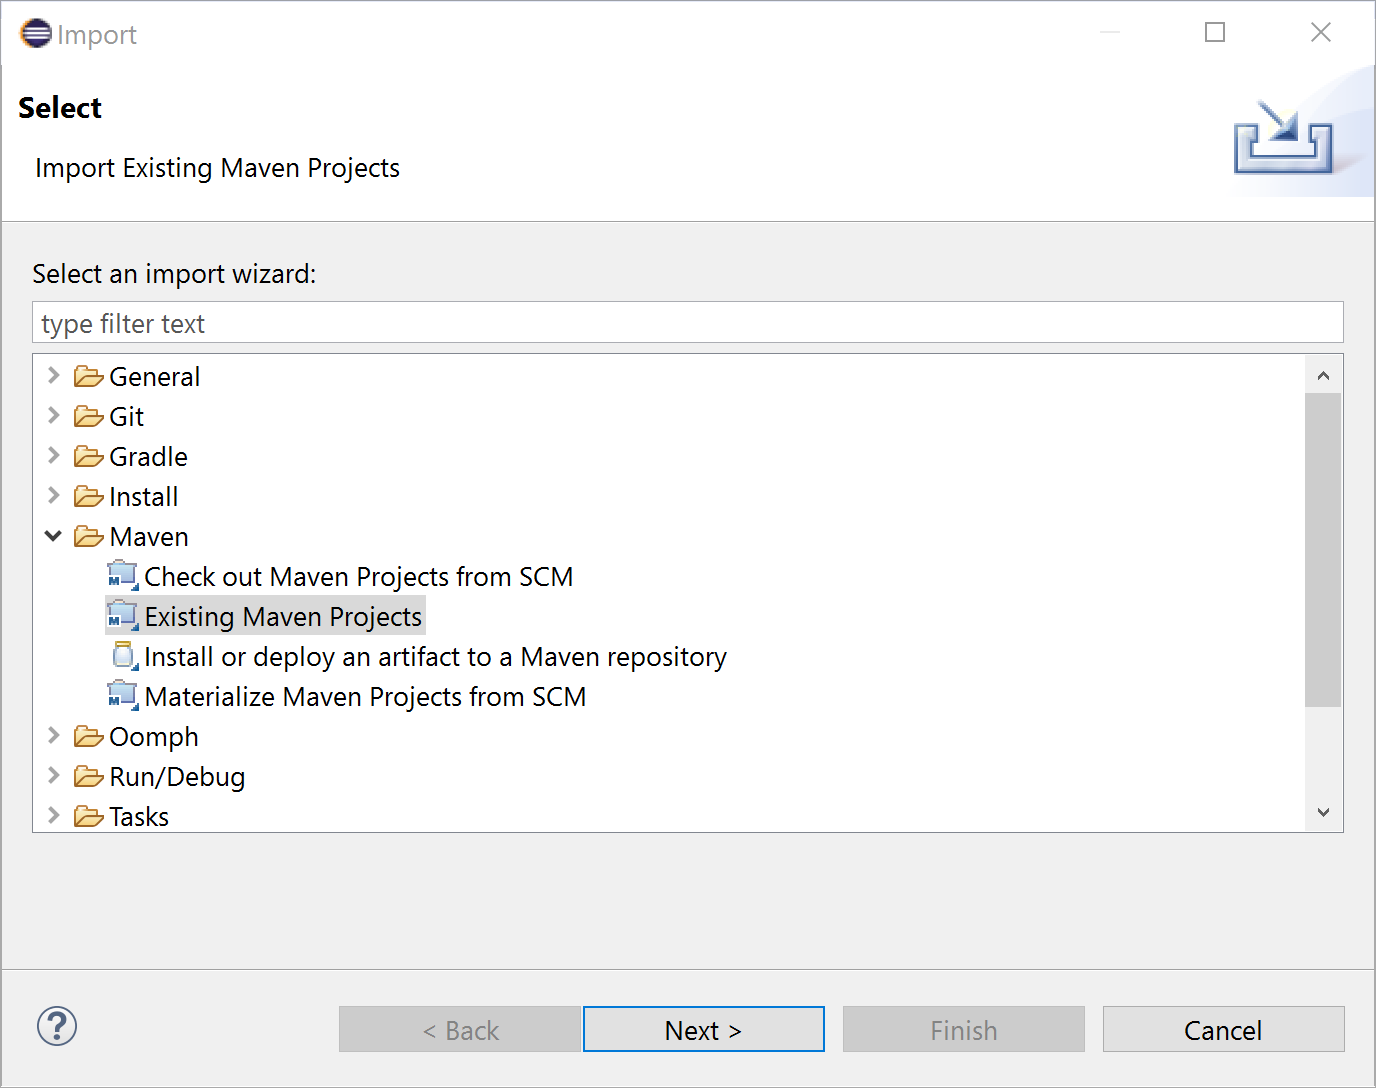 Import
Select
Import Existing Maven Projects
Select an import wizard:
type filter text
General
Git
Gradle
Install
Maven
Check out Maven Projects from SCM
Existing Maven Projects
Install or deploy an artifact to a Maven repository
Materialize Maven Projects from SCM
Oomph
Run/Debug
Tasks
? < Back Next > Finish Cancel